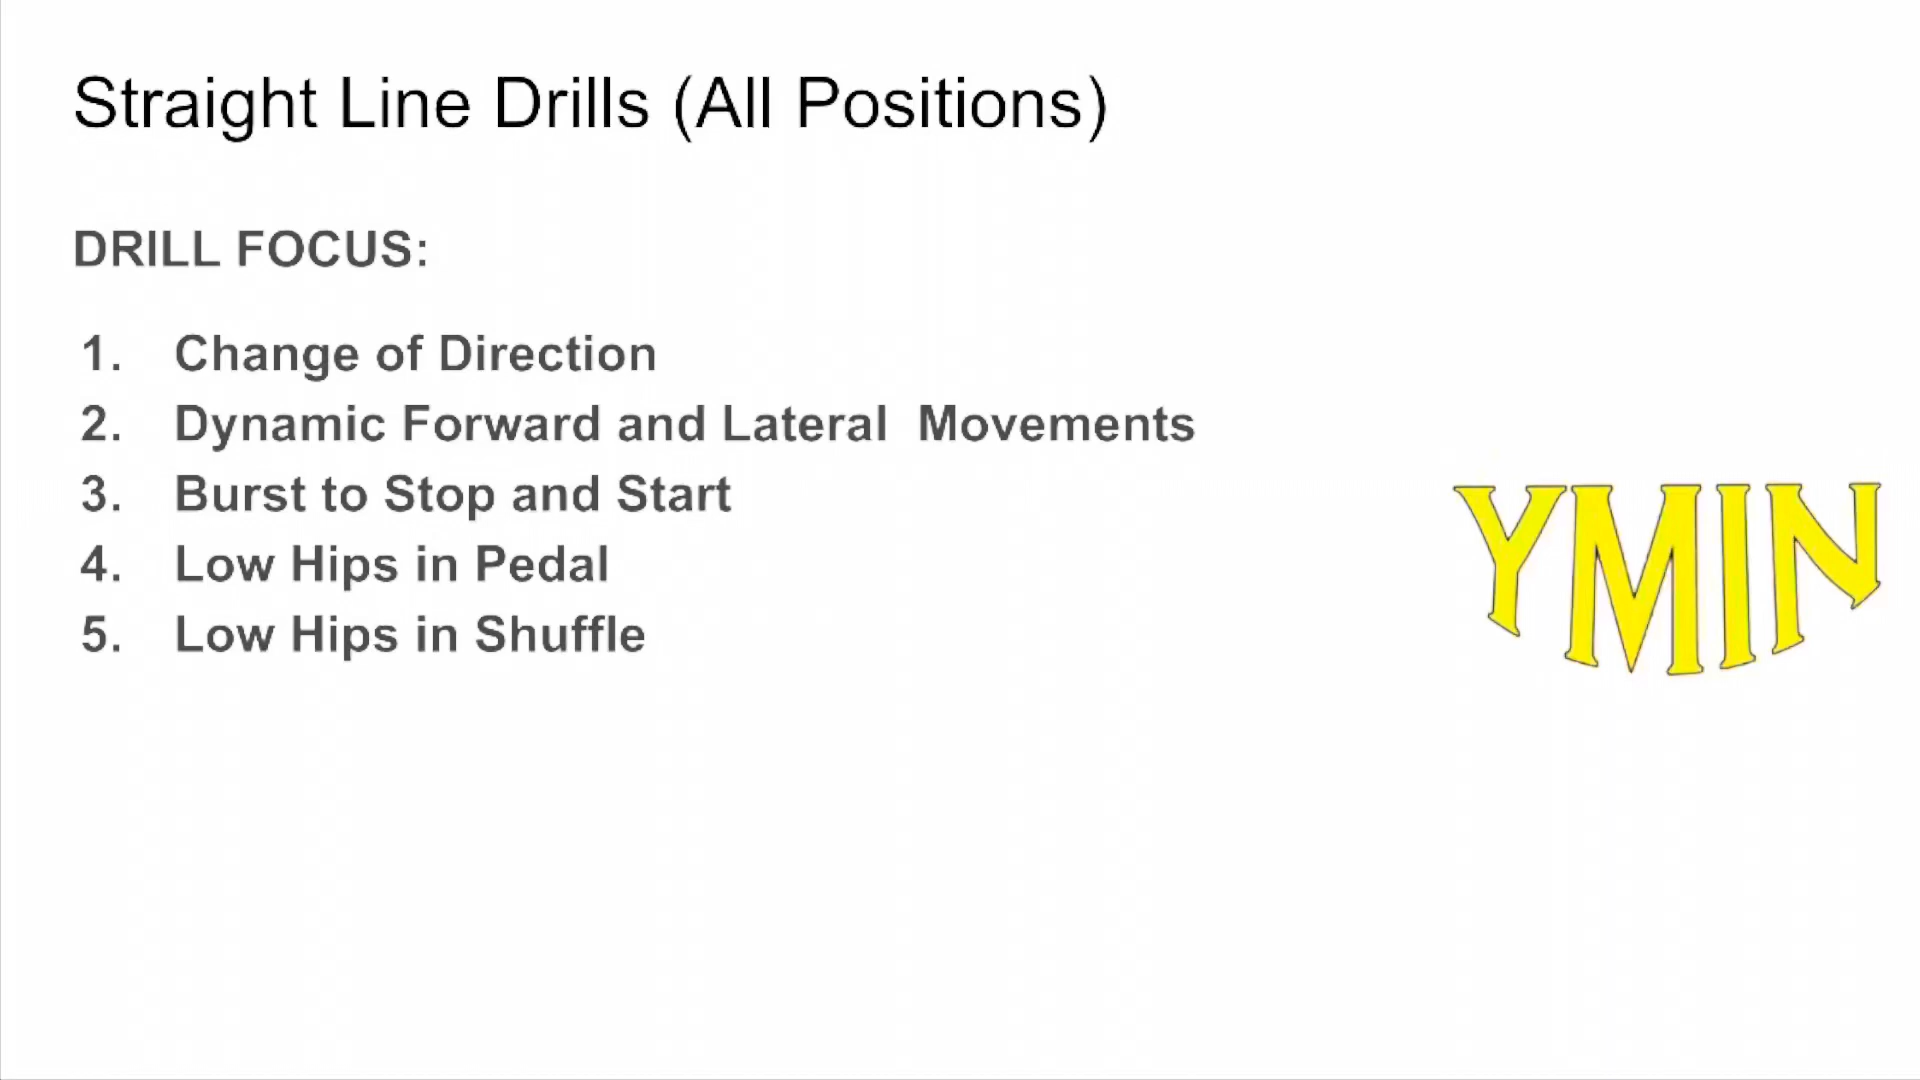 Straight Line Drills (All Positions)
DRILL FOCUS:
1. Change of Direction
2. Dynamic Forward and Lateral  Movements
3. Burst to Stop and Start
4. Low Hips in Pedal
5. Low Hips in Shuffle
YMIN